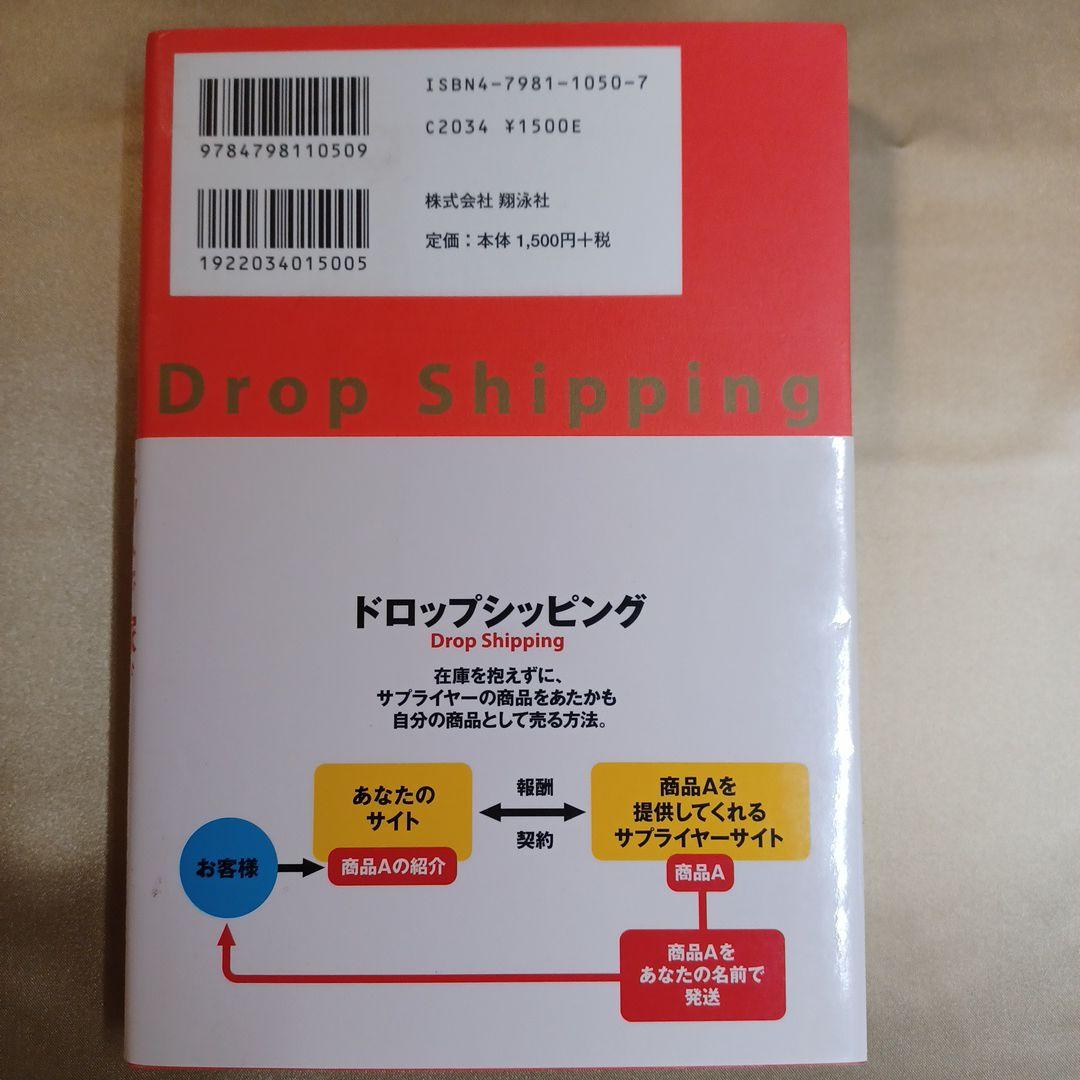 9784798110509
ISBN4-7981-1050-7
C2034 ¥1500E
1922034015005
株式会社 翔泳社
定価：本体 1,500円＋税
Drop Shipping
ドロップシッピング
Drop Shipping
在庫を抱えずに、
サプライヤーの商品をあたかも
自分の商品として売る方法。
あなたの
サイト
商品Aの紹介
報酬
契約
商品Aを
提供してくれる
サプライヤーサイト
お客様
商品A
商品Aを
あなたの名前で
発送